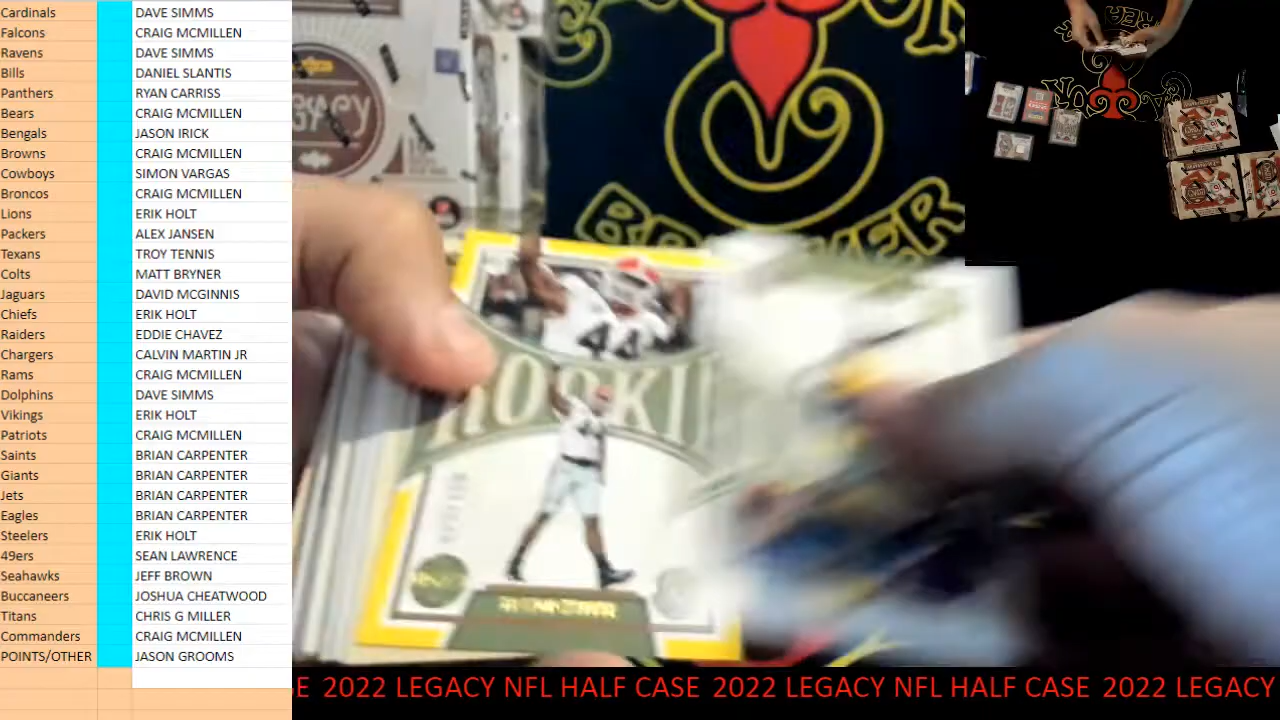 Cardinals DAVE SIMMS
Falcons CRAIG MCMILLEN
Ravens DAVE SIMMS
Bills DANIEL SLANTIS
Panthers RYAN CARRISS
Bears CRAIG MCMILLEN
Bengals JASON IRICK
Browns CRAIG MCMILLEN
Cowboys SIMON VARGAS
Broncos CRAIG MCMILLEN
Lions ERIK HOLT
Packers ALEX JANSEN
Texans TROY TENNIS
Colts MATT BRYNER
Jaguars DAVID MCGINNIS
Chiefs ERIK HOLT
Raiders EDDIE CHAVEZ
Chargers CALVIN MARTIN JR
Rams CRAIG MCMILLEN
Dolphins DAVE SIMMS
Vikings ERIK HOLT
Patriots CRAIG MCMILLEN
Saints BRIAN CARPENTER
Giants BRIAN CARPENTER
Jets BRIAN CARPENTER
Eagles BRIAN CARPENTER
Steelers ERIK HOLT
49ers SEAN LAWRENCE
Seahawks JEFF BROWN
Buccaneers JOSHUA CHEATWOOD
Titans CHRIS G MILLER
Commanders CRAIG MCMILLEN
POINTS/OTHER JASON GROOMS
44
E 2022 LEGACY NFL HALF CASE 2022 LEGACY NFL HALF CASE 2022 LEGACY